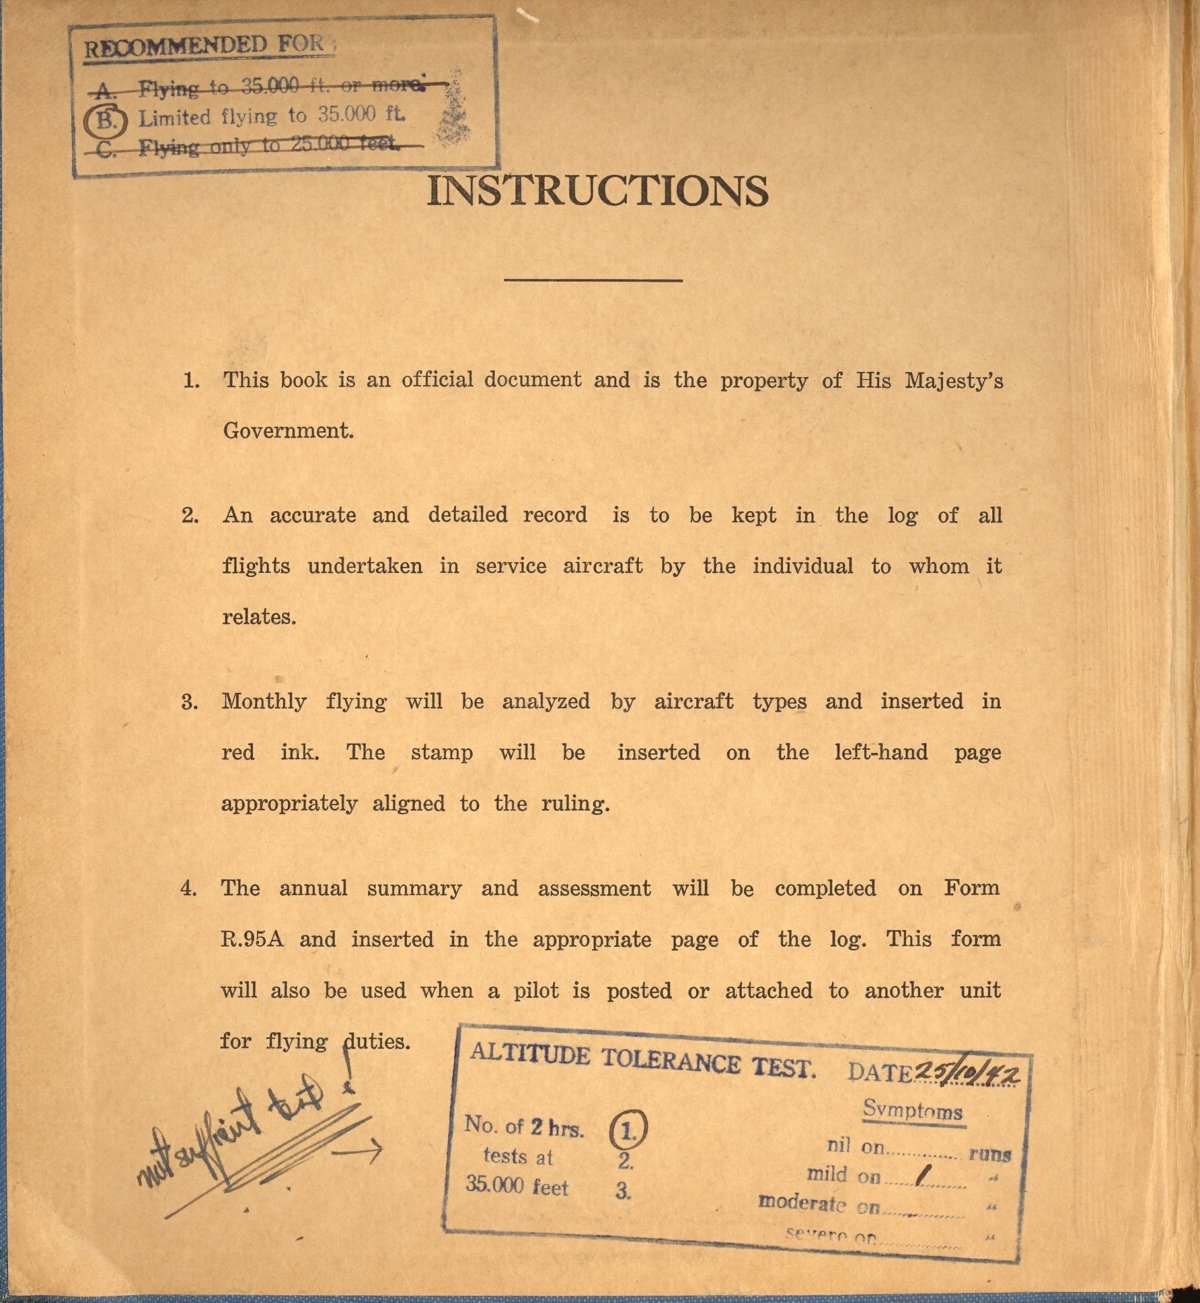 RECOMMENDED FOR:
A. Flying to 35.000 ft. or more.
B. Limited flying to 35.000 ft.
C. Flying only to 25.000 feet.
INSTRUCTIONS
1. This book is an official document and is the property of His Majesty's
Government.
2. An accurate and detailed record is to be kept in the log of all
flights undertaken in service aircraft by the individual to whom it
relates.
3. Monthly flying will be analyzed by aircraft types and inserted in
red ink. The stamp will be inserted on the left-hand page
appropriately aligned to the ruling.
4. The annual summary and assessment will be completed on Form
R.95A and inserted in the appropriate page of the log. This form
will also be used when a pilot is posted or attached to another unit
for flying duties.
not sufficient test!
ALTITUDE TOLERANCE TEST. DATE 25/10/42
Symptoms
No. of 2 hrs. 1. nil on............ runs
tests at 2. mild on 1 "
35.000 feet 3. moderate on............ "
severe on............ "